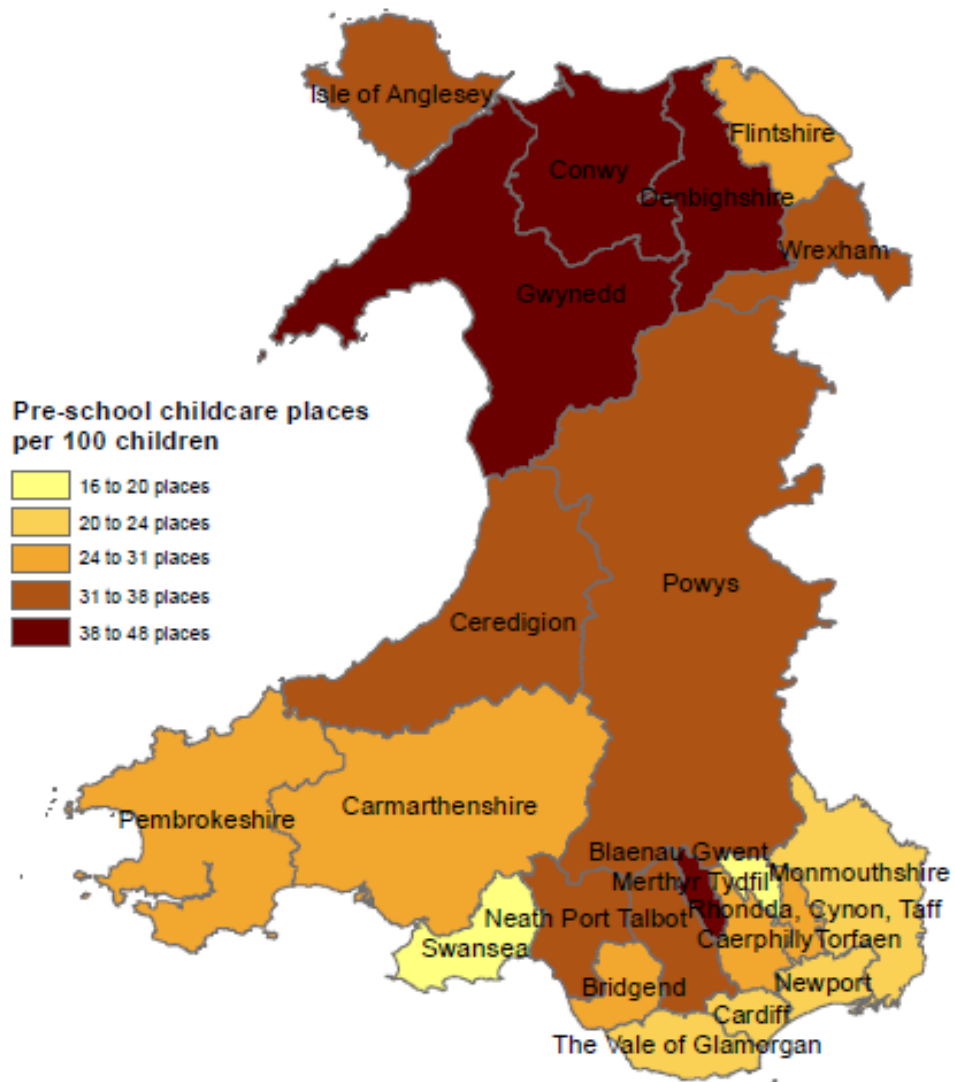 Isle of Anglesey
Flintshire
Conwy
Denbighshire
Wrexham
Gwynedd
Pre-school childcare places
per 100 children
16 to 20 places
20 to 24 places
24 to 31 places
31 to 38 places
38 to 48 places
Powys
Ceredigion
Carmarthenshire
Pembrokeshire
Blaenau Gwent
Monmouthshire
Merthyr Tydfil
Rhondda, Cynon, Taff
Neath Port Talbot
Caerphilly
Torfaen
Swansea
Newport
Bridgend
Cardiff
The Vale of Glamorgan